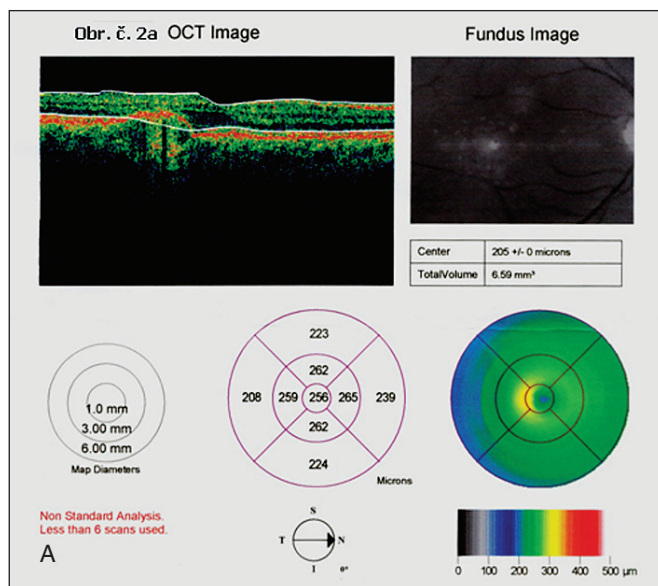 Obr. č. 2a OCT Image
Fundus Image
Center 205 +/- 0 microns
TotalVolume 6.59 mm³
223
262
208 259 256 265 239
262
224
Microns
1.0 mm
3.00 mm
6.00 mm
Map Diameters
Non Standard Analysis.
Less than 6 scans used.
A
S
T N
I 0°
0 100 200 300 400 500 µm